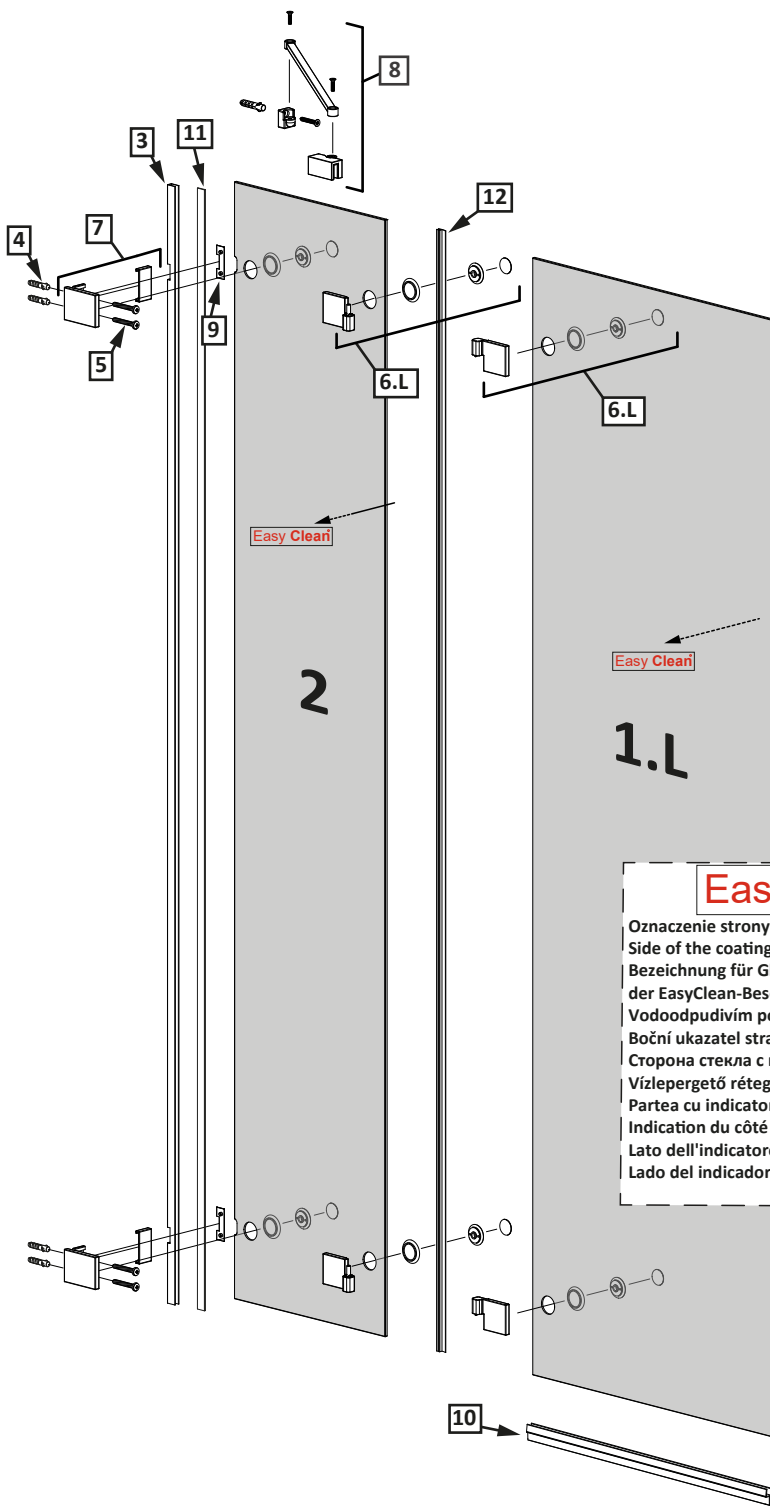 8
3
11
12
4
7
9
5
6.L
6.L
Easy Clean
Easy Clean
2
1.L
Eas
Oznaczenie strony
Side of the coating
Bezeichnung für G
der EasyClean-Bes
Vodoodpudivím p
Boční ukazatel stra
Сторона стекла с
Vízlepergető réteg
Partea cu indicator
Indication du côté
Lato dell'indicatore
Lado del indicador
10